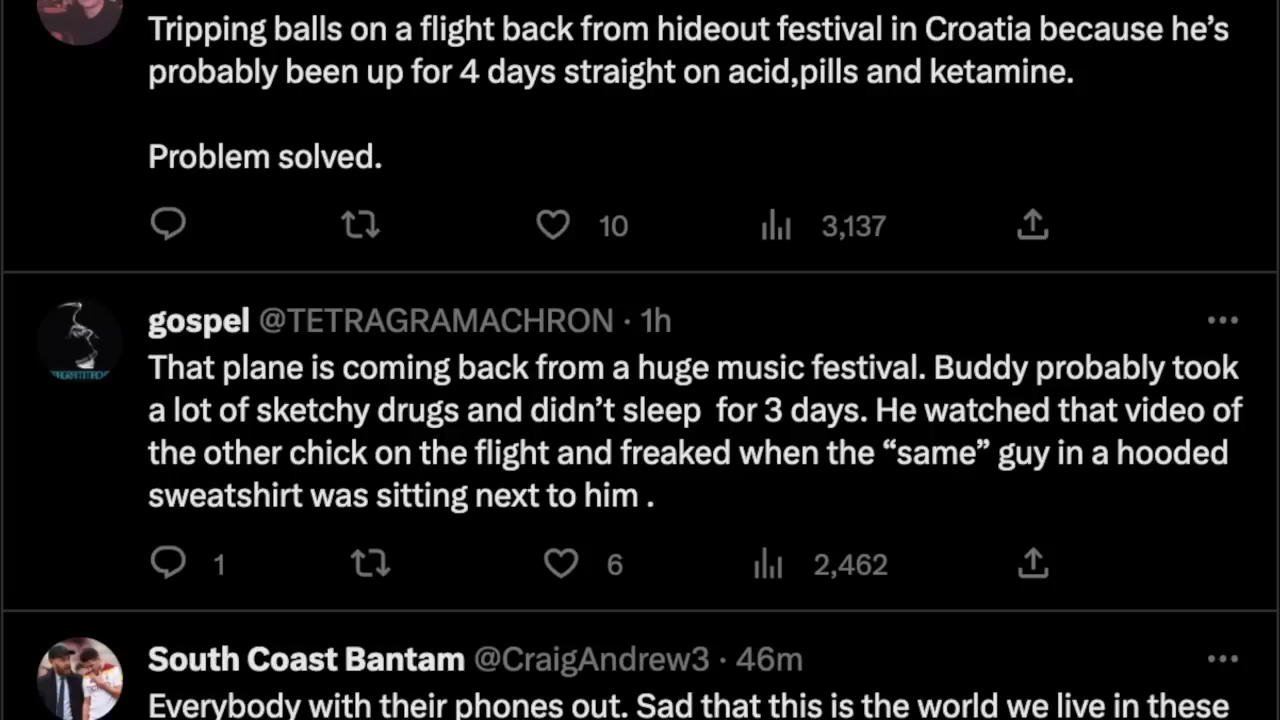 Tripping balls on a flight back from hideout festival in Croatia because he’s
probably been up for 4 days straight on acid,pills and ketamine.
Problem solved.
10 3,137
gospel @TETRAGRAMACHRON · 1h
That plane is coming back from a huge music festival. Buddy probably took
a lot of sketchy drugs and didn’t sleep  for 3 days. He watched that video of
the other chick on the flight and freaked when the “same” guy in a hooded
sweatshirt was sitting next to him .
1 6 2,462
South Coast Bantam @CraigAndrew3 · 46m
Everybody with their phones out. Sad that this is the world we live in these